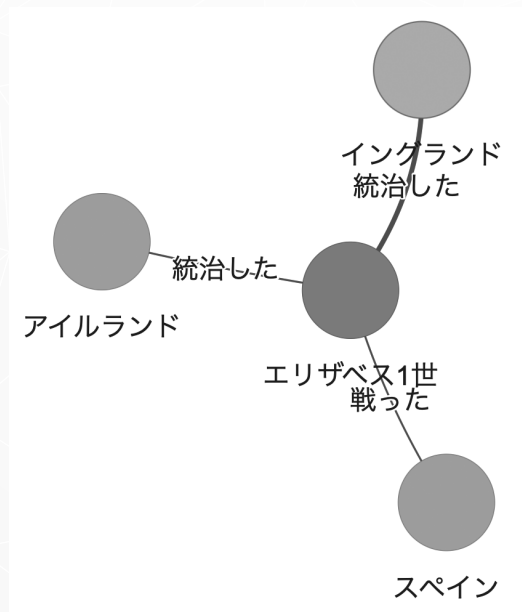 イングランド
統治した
統治した
アイルランド
エリザベス1世
戦った
スペイン